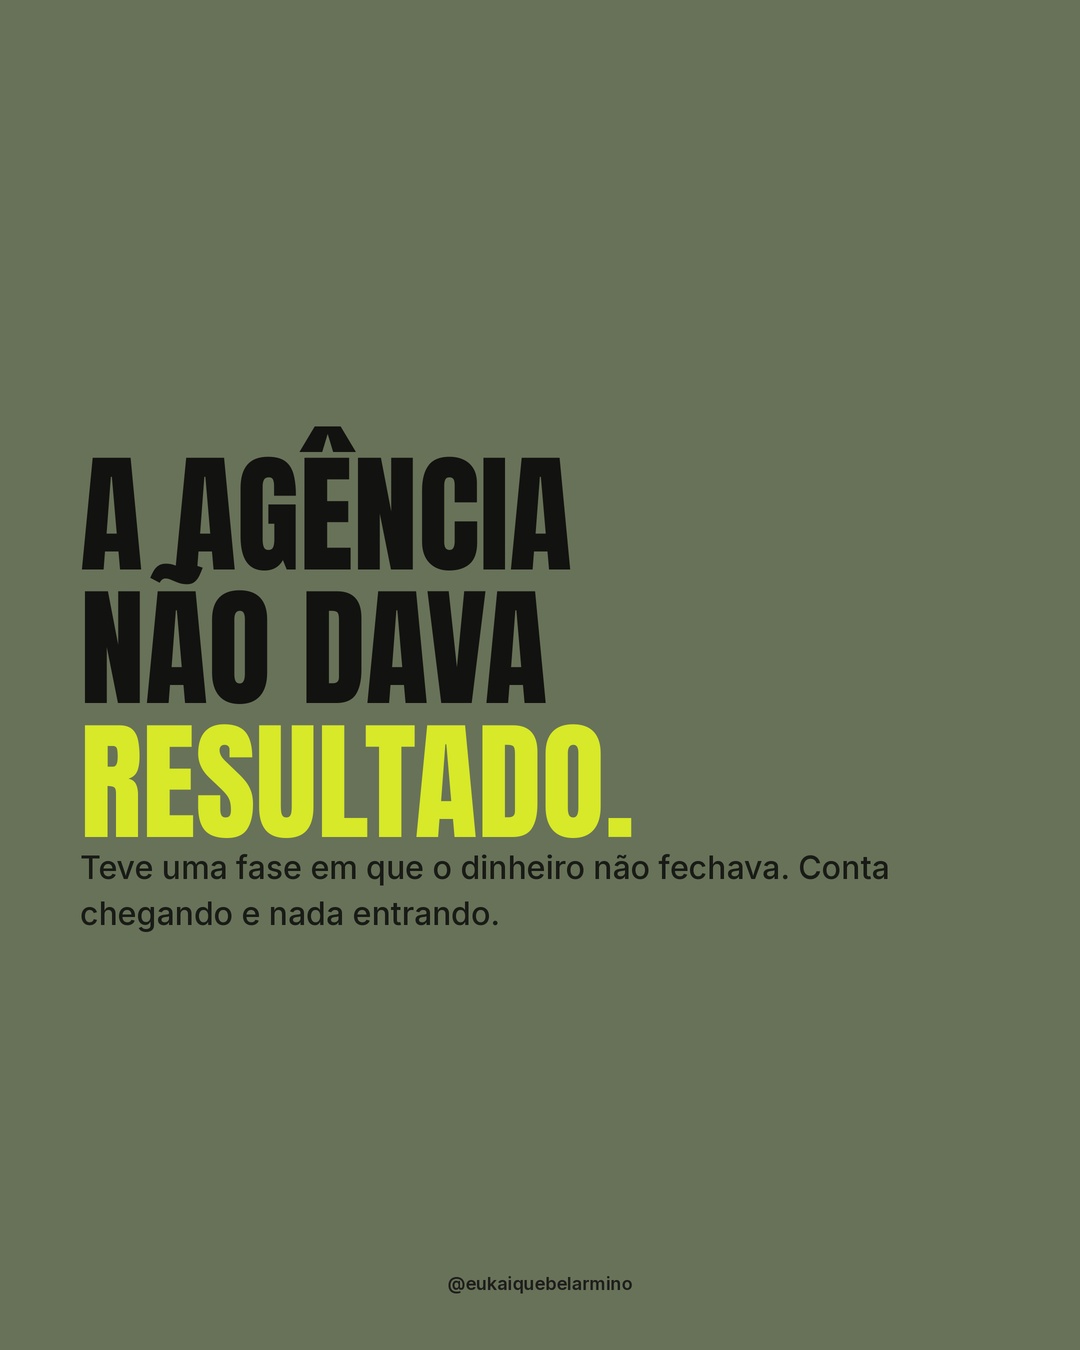 A AGÊNCIA
NÃO DAVA
RESULTADO.
Teve uma fase em que o dinheiro não fechava. Conta
chegando e nada entrando.
@eukaiquebelarmino